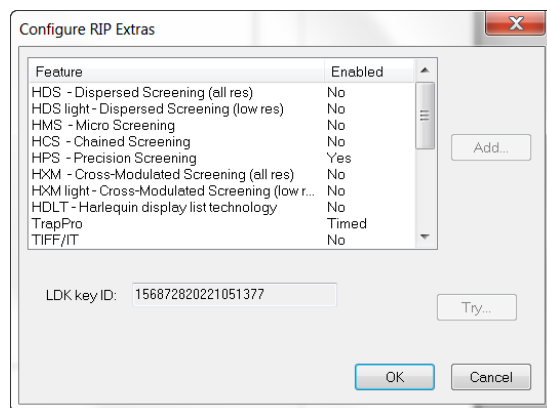 Configure RIP Extras
Feature Enabled
HDS - Dispersed Screening (all res) No
HDS light - Dispersed Screening (low res) No
HMS - Micro Screening No
HCS - Chained Screening No
HPS - Precision Screening Yes
HXM - Cross-Modulated Screening (all res) No
HXM light - Cross-Modulated Screening (low r... No
HDLT - Harlequin display list technology No
TrapPro Timed
TIFF/IT No
Add...
LDK key ID: 156872820221051377
Try...
OK Cancel